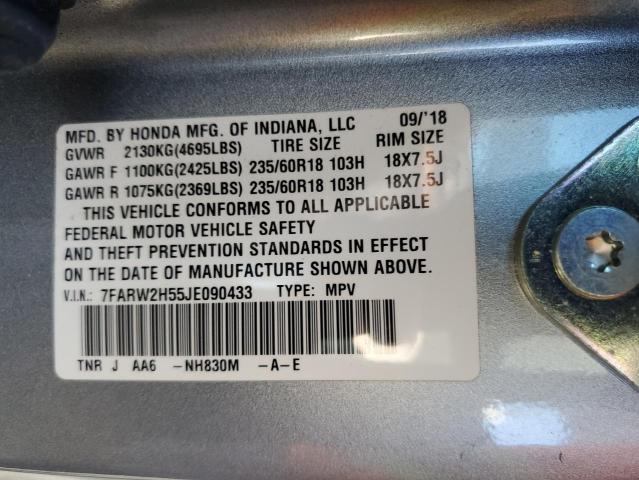 MFD. BY HONDA MFG. OF INDIANA, LLC 09/'18
GVWR 2130KG(4695LBS) TIRE SIZE RIM SIZE
GAWR F 1100KG(2425LBS) 235/60R18 103H 18X7.5J
GAWR R 1075KG(2369LBS) 235/60R18 103H 18X7.5J
THIS VEHICLE CONFORMS TO ALL APPLICABLE
FEDERAL MOTOR VEHICLE SAFETY
AND THEFT PREVENTION STANDARDS IN EFFECT
ON THE DATE OF MANUFACTURE SHOWN ABOVE.
V.I.N.: 7FARW2H55JE090433 TYPE: MPV
TNR J AA6 -NH830M -A-E